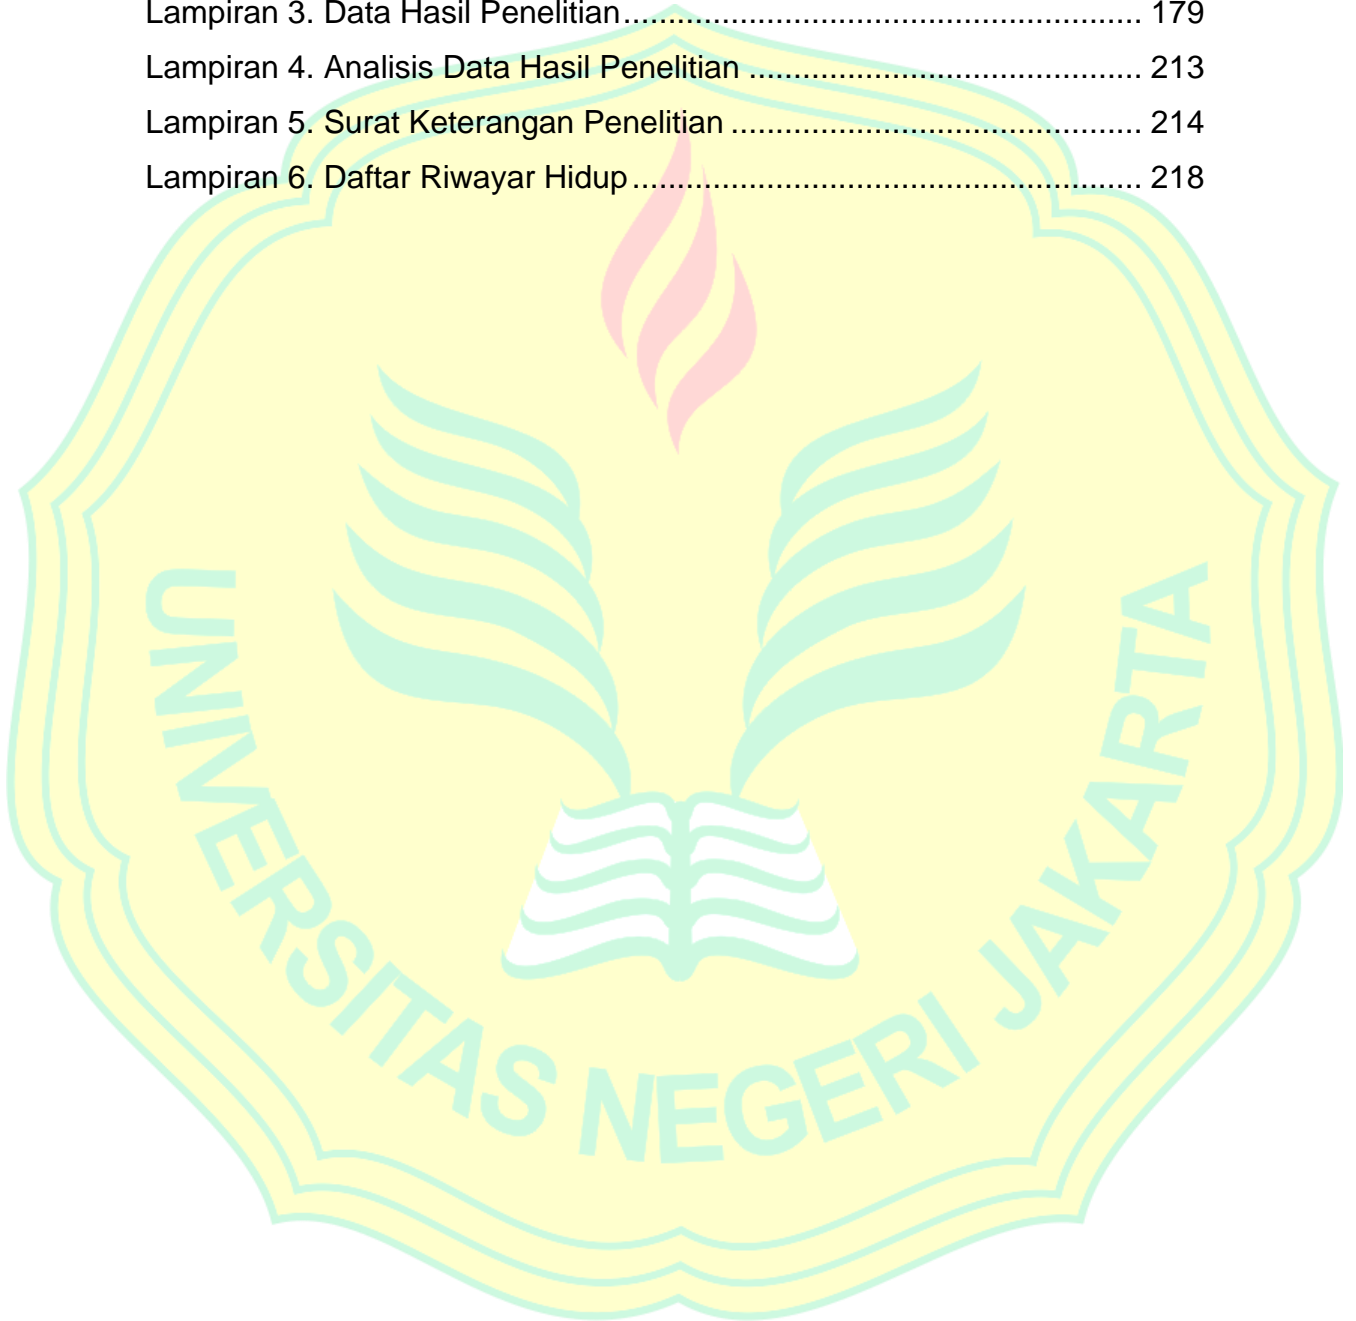 Lampiran 3. Data Hasil Penelitian........................................................... 179
Lampiran 4. Analisis Data Hasil Penelitian ............................................. 213
Lampiran 5. Surat Keterangan Penelitian ............................................... 214
Lampiran 6. Daftar Riwayar Hidup.......................................................... 218
UNIVERSITAS NEGERI JAKARTA